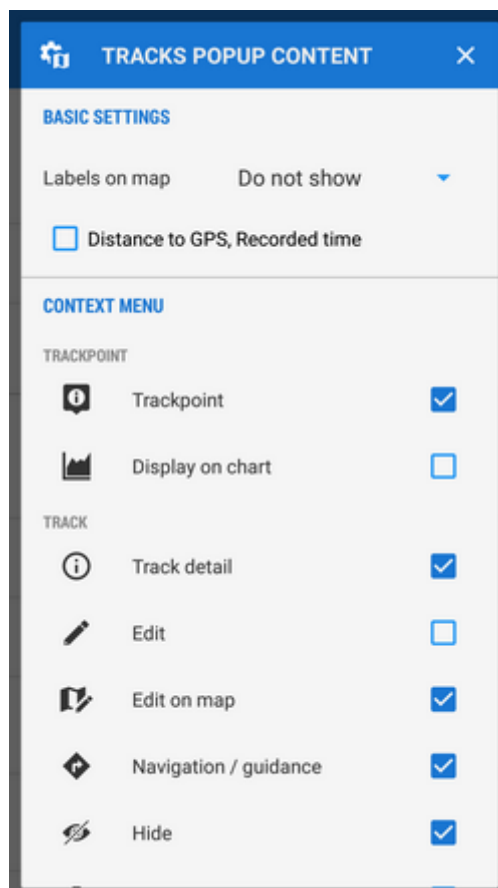 TRACKS POPUP CONTENT
BASIC SETTINGS
Labels on map Do not show
Distance to GPS, Recorded time
CONTEXT MENU
TRACKPOINT
Trackpoint
Display on chart
TRACK
Track detail
Edit
Edit on map
Navigation / guidance
Hide